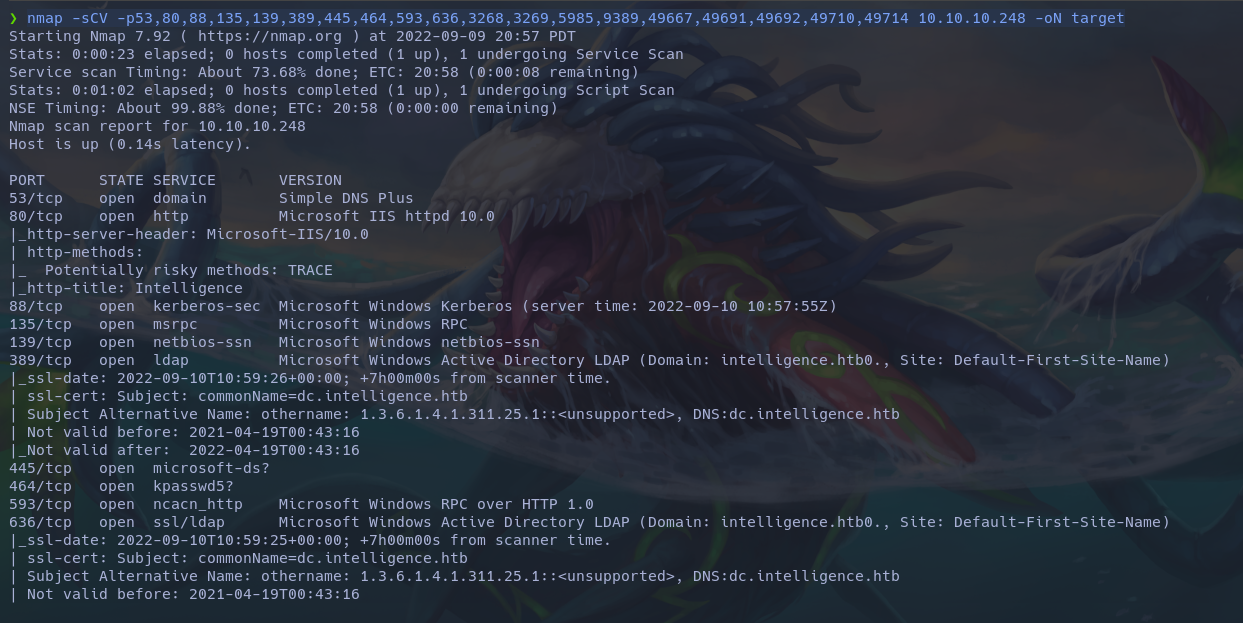 ❯ nmap -sCV -p53,80,88,135,139,389,445,464,593,636,3268,3269,5985,9389,49667,49691,49692,49710,49714 10.10.10.248 -oN target
Starting Nmap 7.92 ( https://nmap.org ) at 2022-09-09 20:57 PDT
Stats: 0:00:23 elapsed; 0 hosts completed (1 up), 1 undergoing Service Scan
Service scan Timing: About 73.68% done; ETC: 20:58 (0:00:08 remaining)
Stats: 0:01:02 elapsed; 0 hosts completed (1 up), 1 undergoing Script Scan
NSE Timing: About 99.88% done; ETC: 20:58 (0:00:00 remaining)
Nmap scan report for 10.10.10.248
Host is up (0.14s latency).

PORT      STATE SERVICE       VERSION
53/tcp    open  domain        Simple DNS Plus
80/tcp    open  http          Microsoft IIS httpd 10.0
|_http-server-header: Microsoft-IIS/10.0
| http-methods:
|_  Potentially risky methods: TRACE
|_http-title: Intelligence
88/tcp    open  kerberos-sec  Microsoft Windows Kerberos (server time: 2022-09-10 10:57:55Z)
135/tcp   open  msrpc         Microsoft Windows RPC
139/tcp   open  netbios-ssn   Microsoft Windows netbios-ssn
389/tcp   open  ldap          Microsoft Windows Active Directory LDAP (Domain: intelligence.htb0., Site: Default-First-Site-Name)
|_ssl-date: 2022-09-10T10:59:26+00:00; +7h00m00s from scanner time.
| ssl-cert: Subject: commonName=dc.intelligence.htb
| Subject Alternative Name: othername: 1.3.6.1.4.1.311.25.1::<unsupported>, DNS:dc.intelligence.htb
| Not valid before: 2021-04-19T00:43:16
|_Not valid after:  2022-04-19T00:43:16
445/tcp   open  microsoft-ds?
464/tcp   open  kpasswd5?
593/tcp   open  ncacn_http    Microsoft Windows RPC over HTTP 1.0
636/tcp   open  ssl/ldap      Microsoft Windows Active Directory LDAP (Domain: intelligence.htb0., Site: Default-First-Site-Name)
|_ssl-date: 2022-09-10T10:59:25+00:00; +7h00m00s from scanner time.
| ssl-cert: Subject: commonName=dc.intelligence.htb
| Subject Alternative Name: othername: 1.3.6.1.4.1.311.25.1::<unsupported>, DNS:dc.intelligence.htb
| Not valid before: 2021-04-19T00:43:16